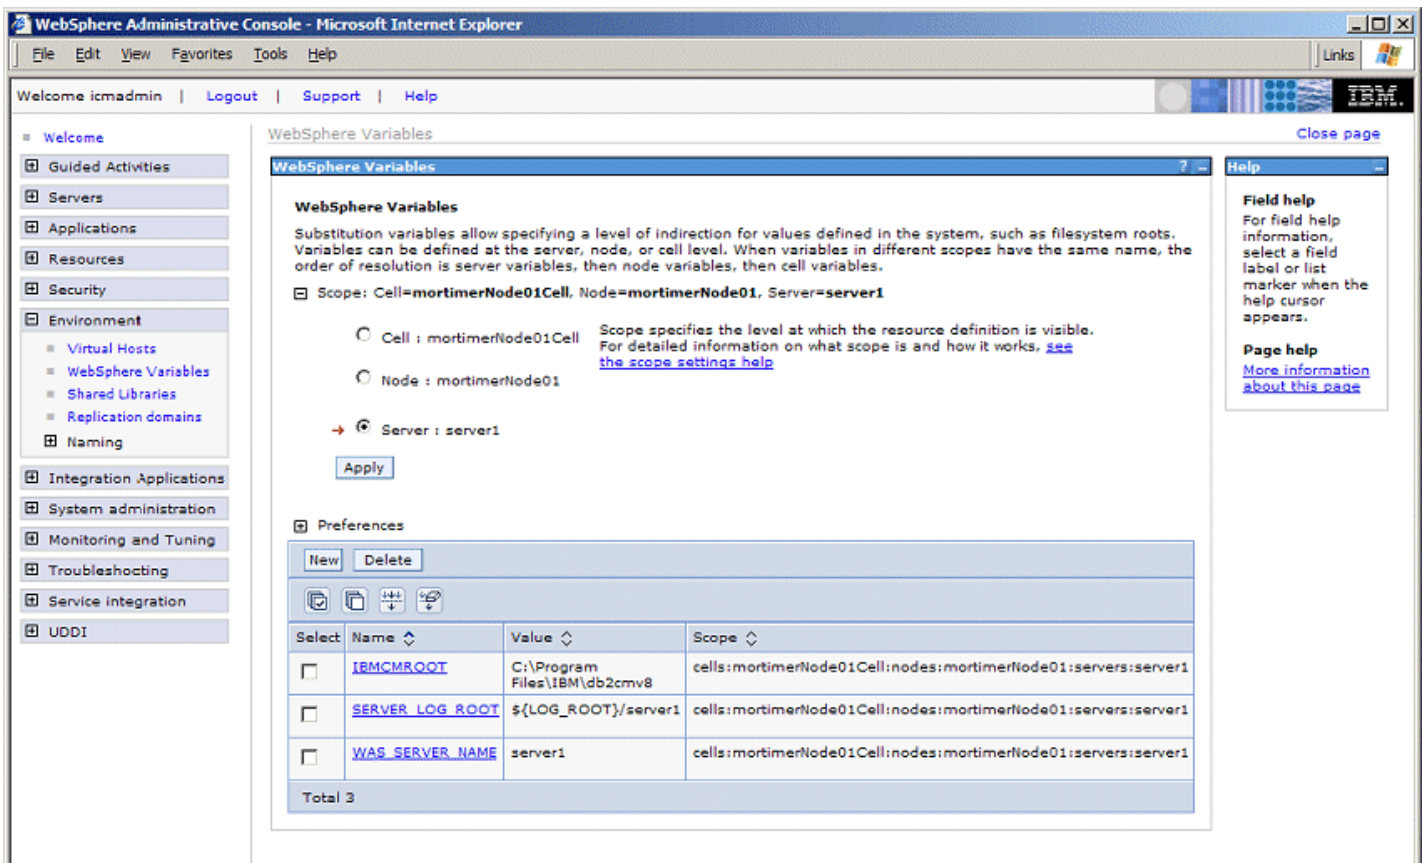 WebSphere Administrative Console - Microsoft Internet Explorer
File Edit View Favorites Tools Help
Links
Welcome icmadmin | Logout | Support | Help
IBM.
Welcome
Guided Activities
Servers
Applications
Resources
Security
Environment
Virtual Hosts
WebSphere Variables
Shared Libraries
Replication domains
Naming
Integration Applications
System administration
Monitoring and Tuning
Troubleshooting
Service integration
UDDI
WebSphere Variables
Close page
WebSphere Variables
? –
WebSphere Variables
Substitution variables allow specifying a level of indirection for values defined in the system, such as filesystem roots.
Variables can be defined at the server, node, or cell level. When variables in different scopes have the same name, the
order of resolution is server variables, then node variables, then cell variables.
Scope: Cell=mortimerNode01Cell, Node=mortimerNode01, Server=server1
Cell : mortimerNode01Cell
Node : mortimerNode01
Server : server1
Scope specifies the level at which the resource definition is visible.
For detailed information on what scope is and how it works, see
the scope settings help
Apply
Preferences
New Delete
Select Name Value Scope
IBMCMROOT C:\Program cells:mortimerNode01Cell:nodes:mortimerNode01:servers:server1
Files\IBM\db2cmv8
SERVER_LOG_ROOT ${LOG_ROOT}/server1 cells:mortimerNode01Cell:nodes:mortimerNode01:servers:server1
WAS_SERVER_NAME server1 cells:mortimerNode01Cell:nodes:mortimerNode01:servers:server1
Total 3
Help
–
Field help
For field help
information,
select a field
label or list
marker when the
help cursor
appears.
Page help
More information
about this page